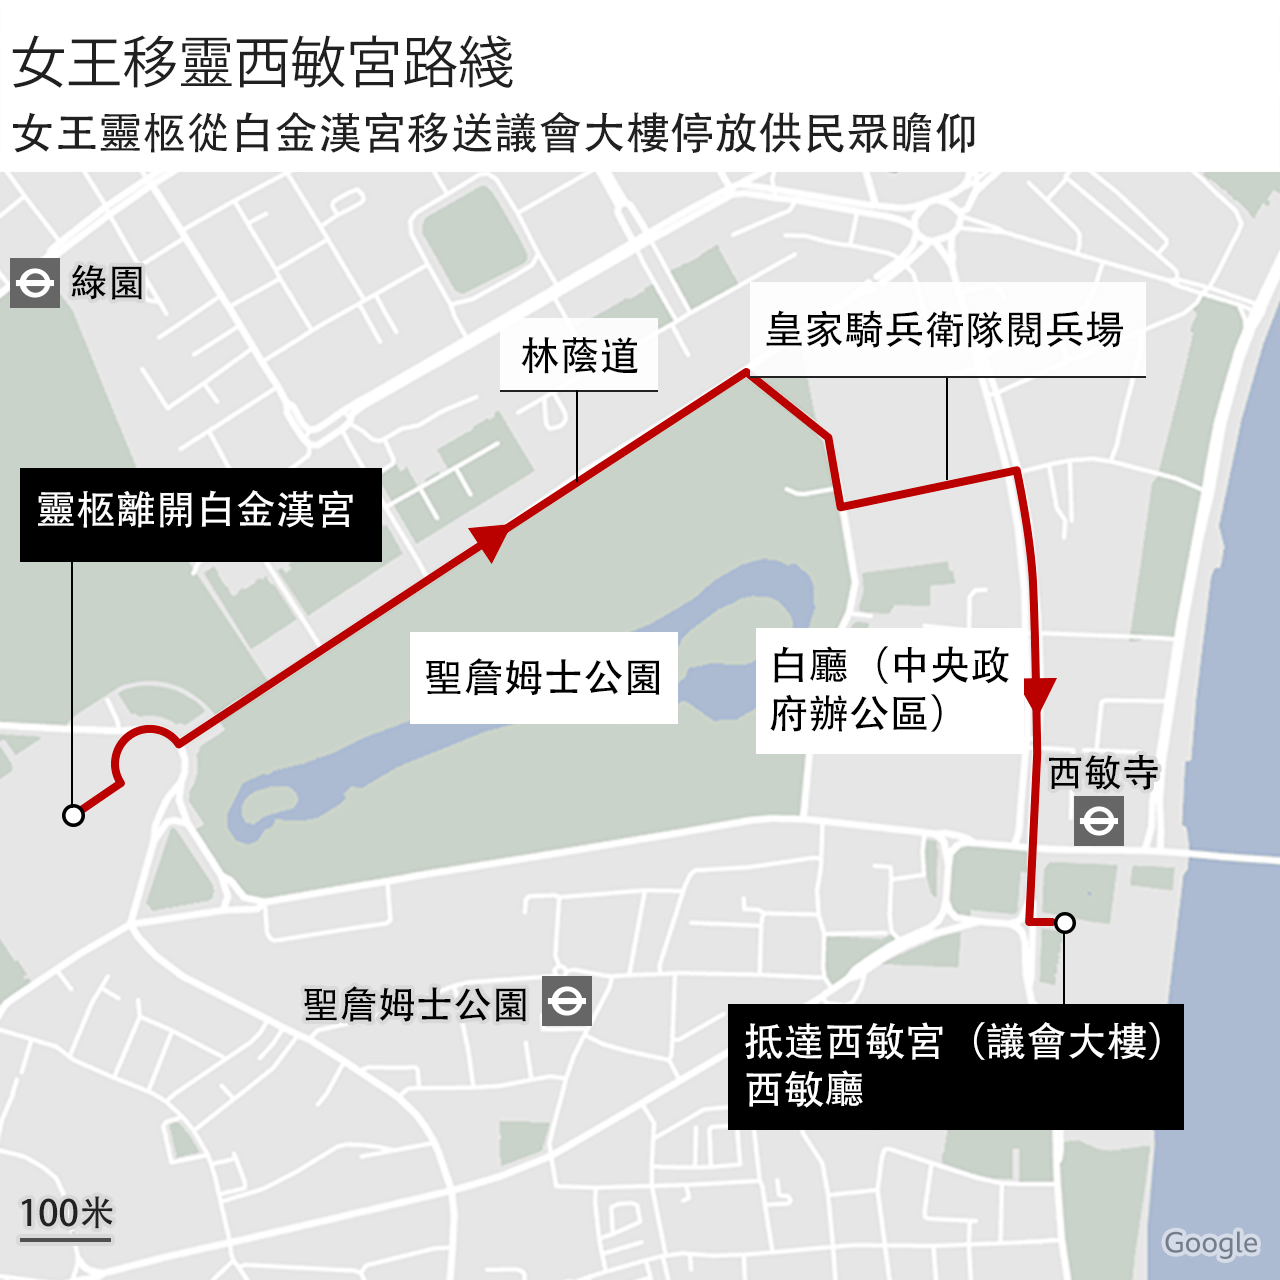 女王移靈西敏宮路綫
女王靈柩從白金漢宮移送議會大樓停放供民眾瞻仰
綠園
林蔭道
皇家騎兵衛隊閱兵場
靈柩離開白金漢宮
聖詹姆士公園
白廳（中央政
府辦公區）
西敏寺
聖詹姆士公園
抵達西敏宮（議會大樓）
西敏廳
100米
Google